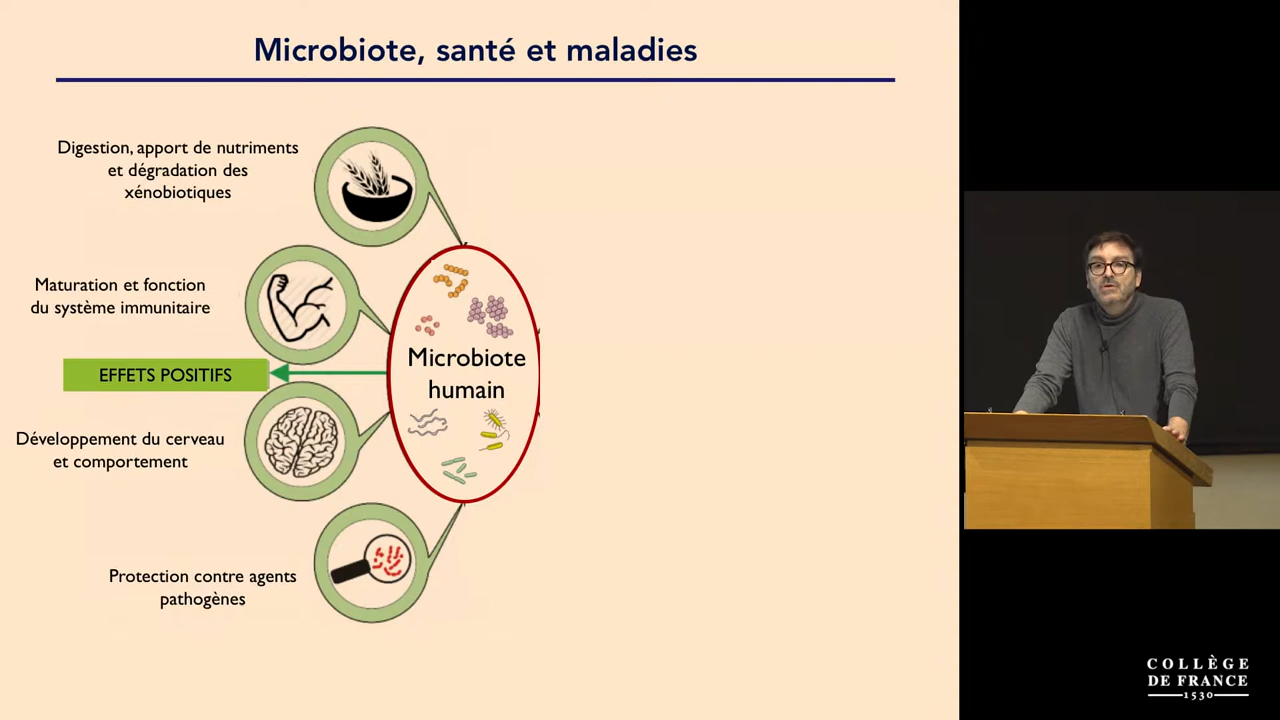 Microbiote, santé et maladies
Digestion, apport de nutriments
et dégradation des
xénobiotiques
Maturation et fonction
du système immunitaire
EFFETS POSITIFS
Microbiote
humain
Développement du cerveau
et comportement
Protection contre agents
pathogènes
COLLÈGE
DE FRANCE
1530